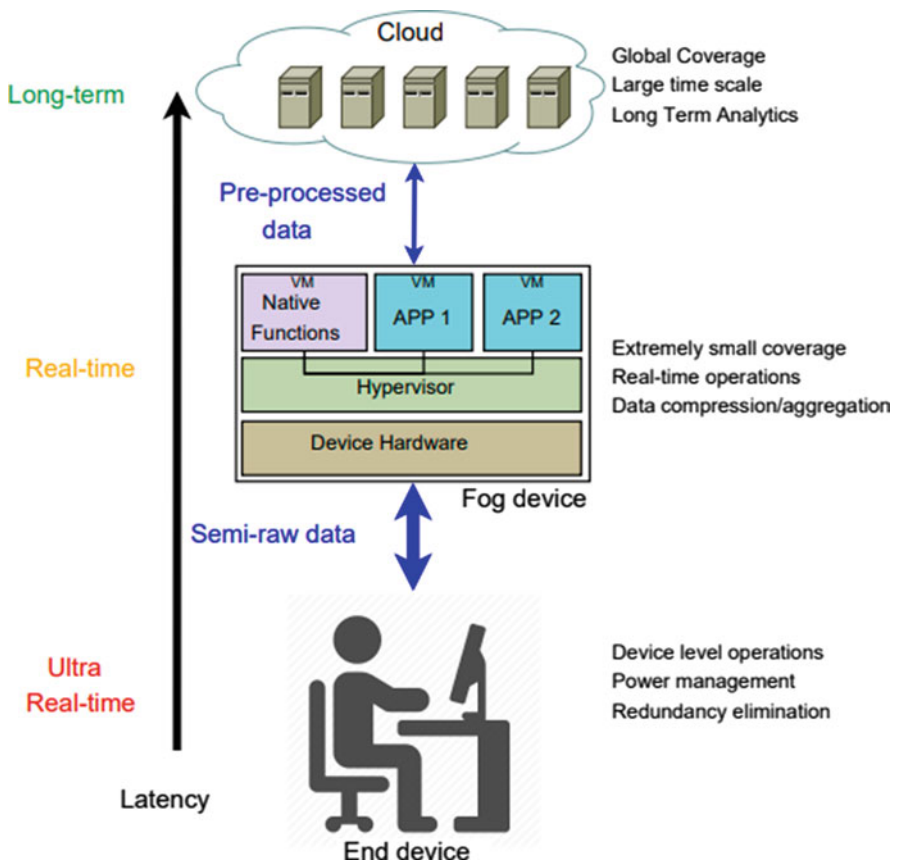 Cloud
Global Coverage
Large time scale
Long Term Analytics
Long-term
Pre-processed
data
VM
Native
Functions
VM
APP 1
VM
APP 2
Hypervisor
Device Hardware
Fog device
Real-time
Extremely small coverage
Real-time operations
Data compression/aggregation
Semi-raw data
Ultra
Real-time
Device level operations
Power management
Redundancy elimination
Latency
End device